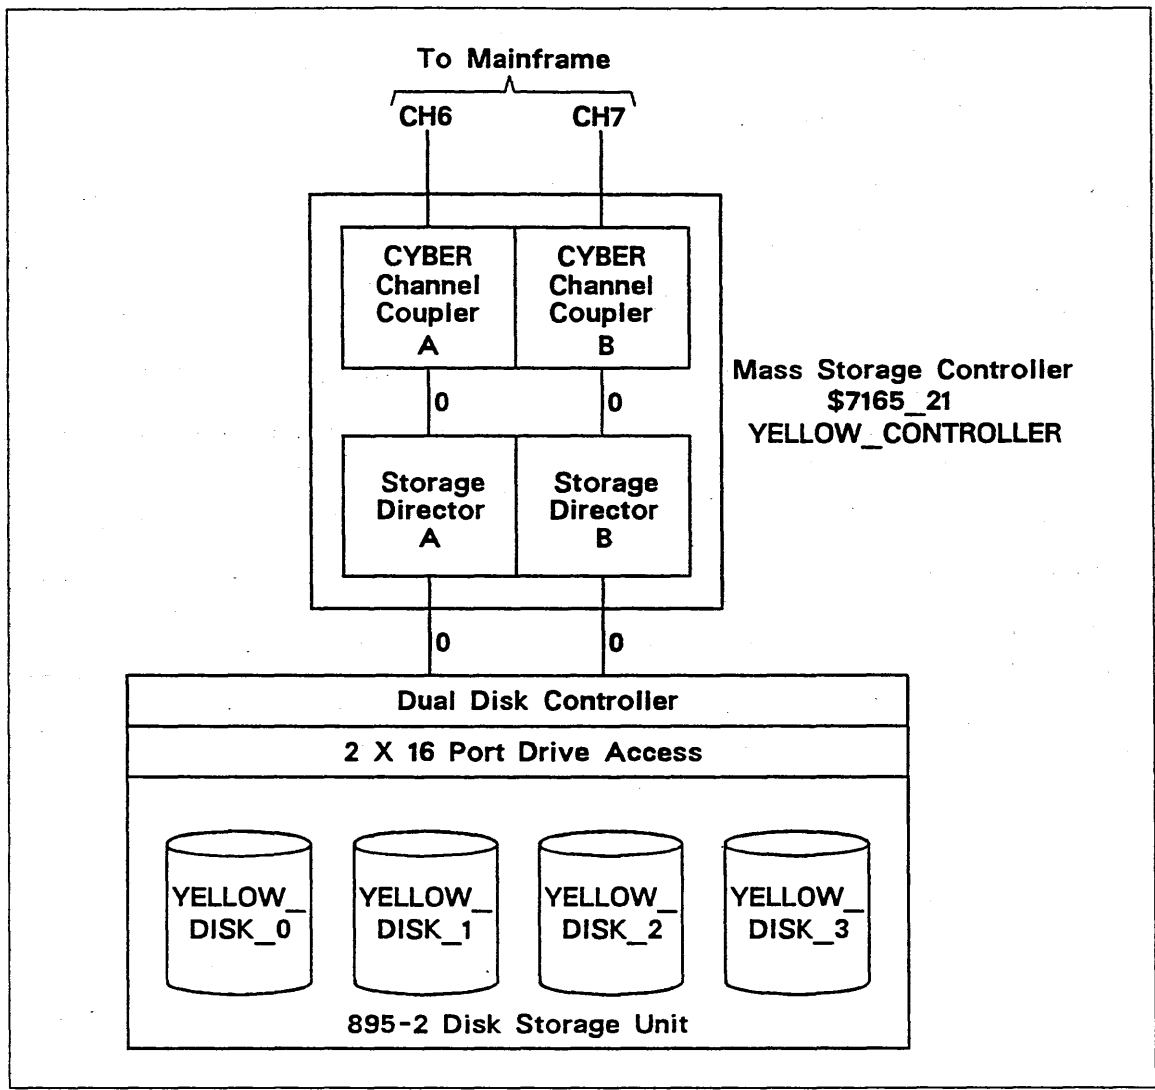 To Mainframe
CH6
CH7
CYBER
Channel
Coupler
A
CYBER
Channel
Coupler
B
Mass Storage Controller
$7165_21
YELLOW_CONTROLLER
0
0
Storage
Director
A
Storage
Director
B
0
0
Dual Disk Controller
2 X 16 Port Drive Access
YELLOW_
DISK_0
YELLOW_
DISK_1
YELLOW_
DISK_2
YELLOW_
DISK_3
895-2 Disk Storage Unit